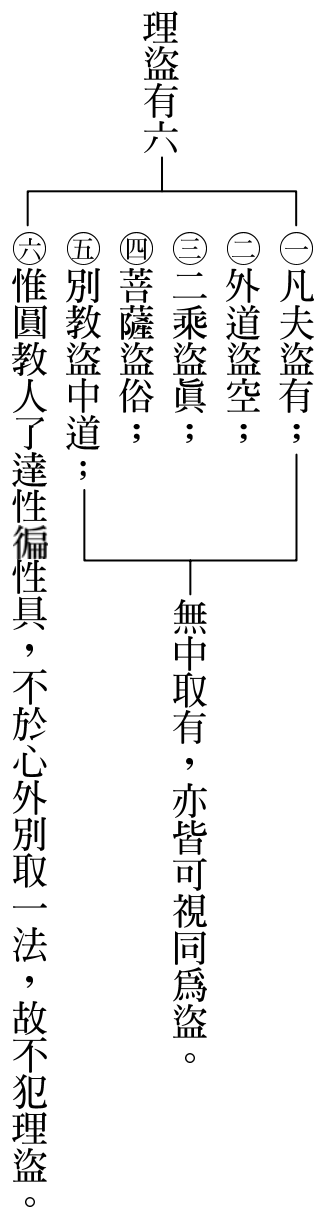 理盜有六
㊀凡夫盜有；
㊁外道盜空；
㊂二乘盜眞；
㊃菩薩盜俗；
㊄別教盜中道；
無中取有，亦皆可視同爲盜。
㊅惟圓教人了達性徧性具，不於心外別取一法，故不犯理盜。